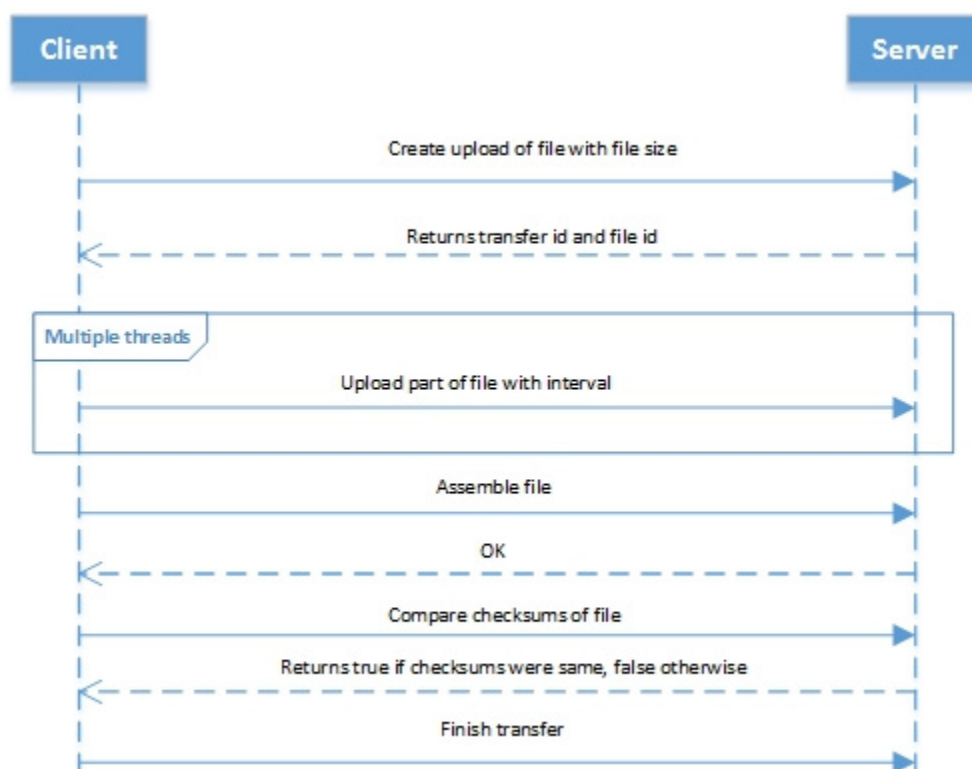 Client
Server
Create upload of file with file size
Returns transfer id and file id
Multiple threads
Upload part of file with interval
Assemble file
OK
Compare checksums of file
Returns true if checksums were same, false otherwise
Finish transfer